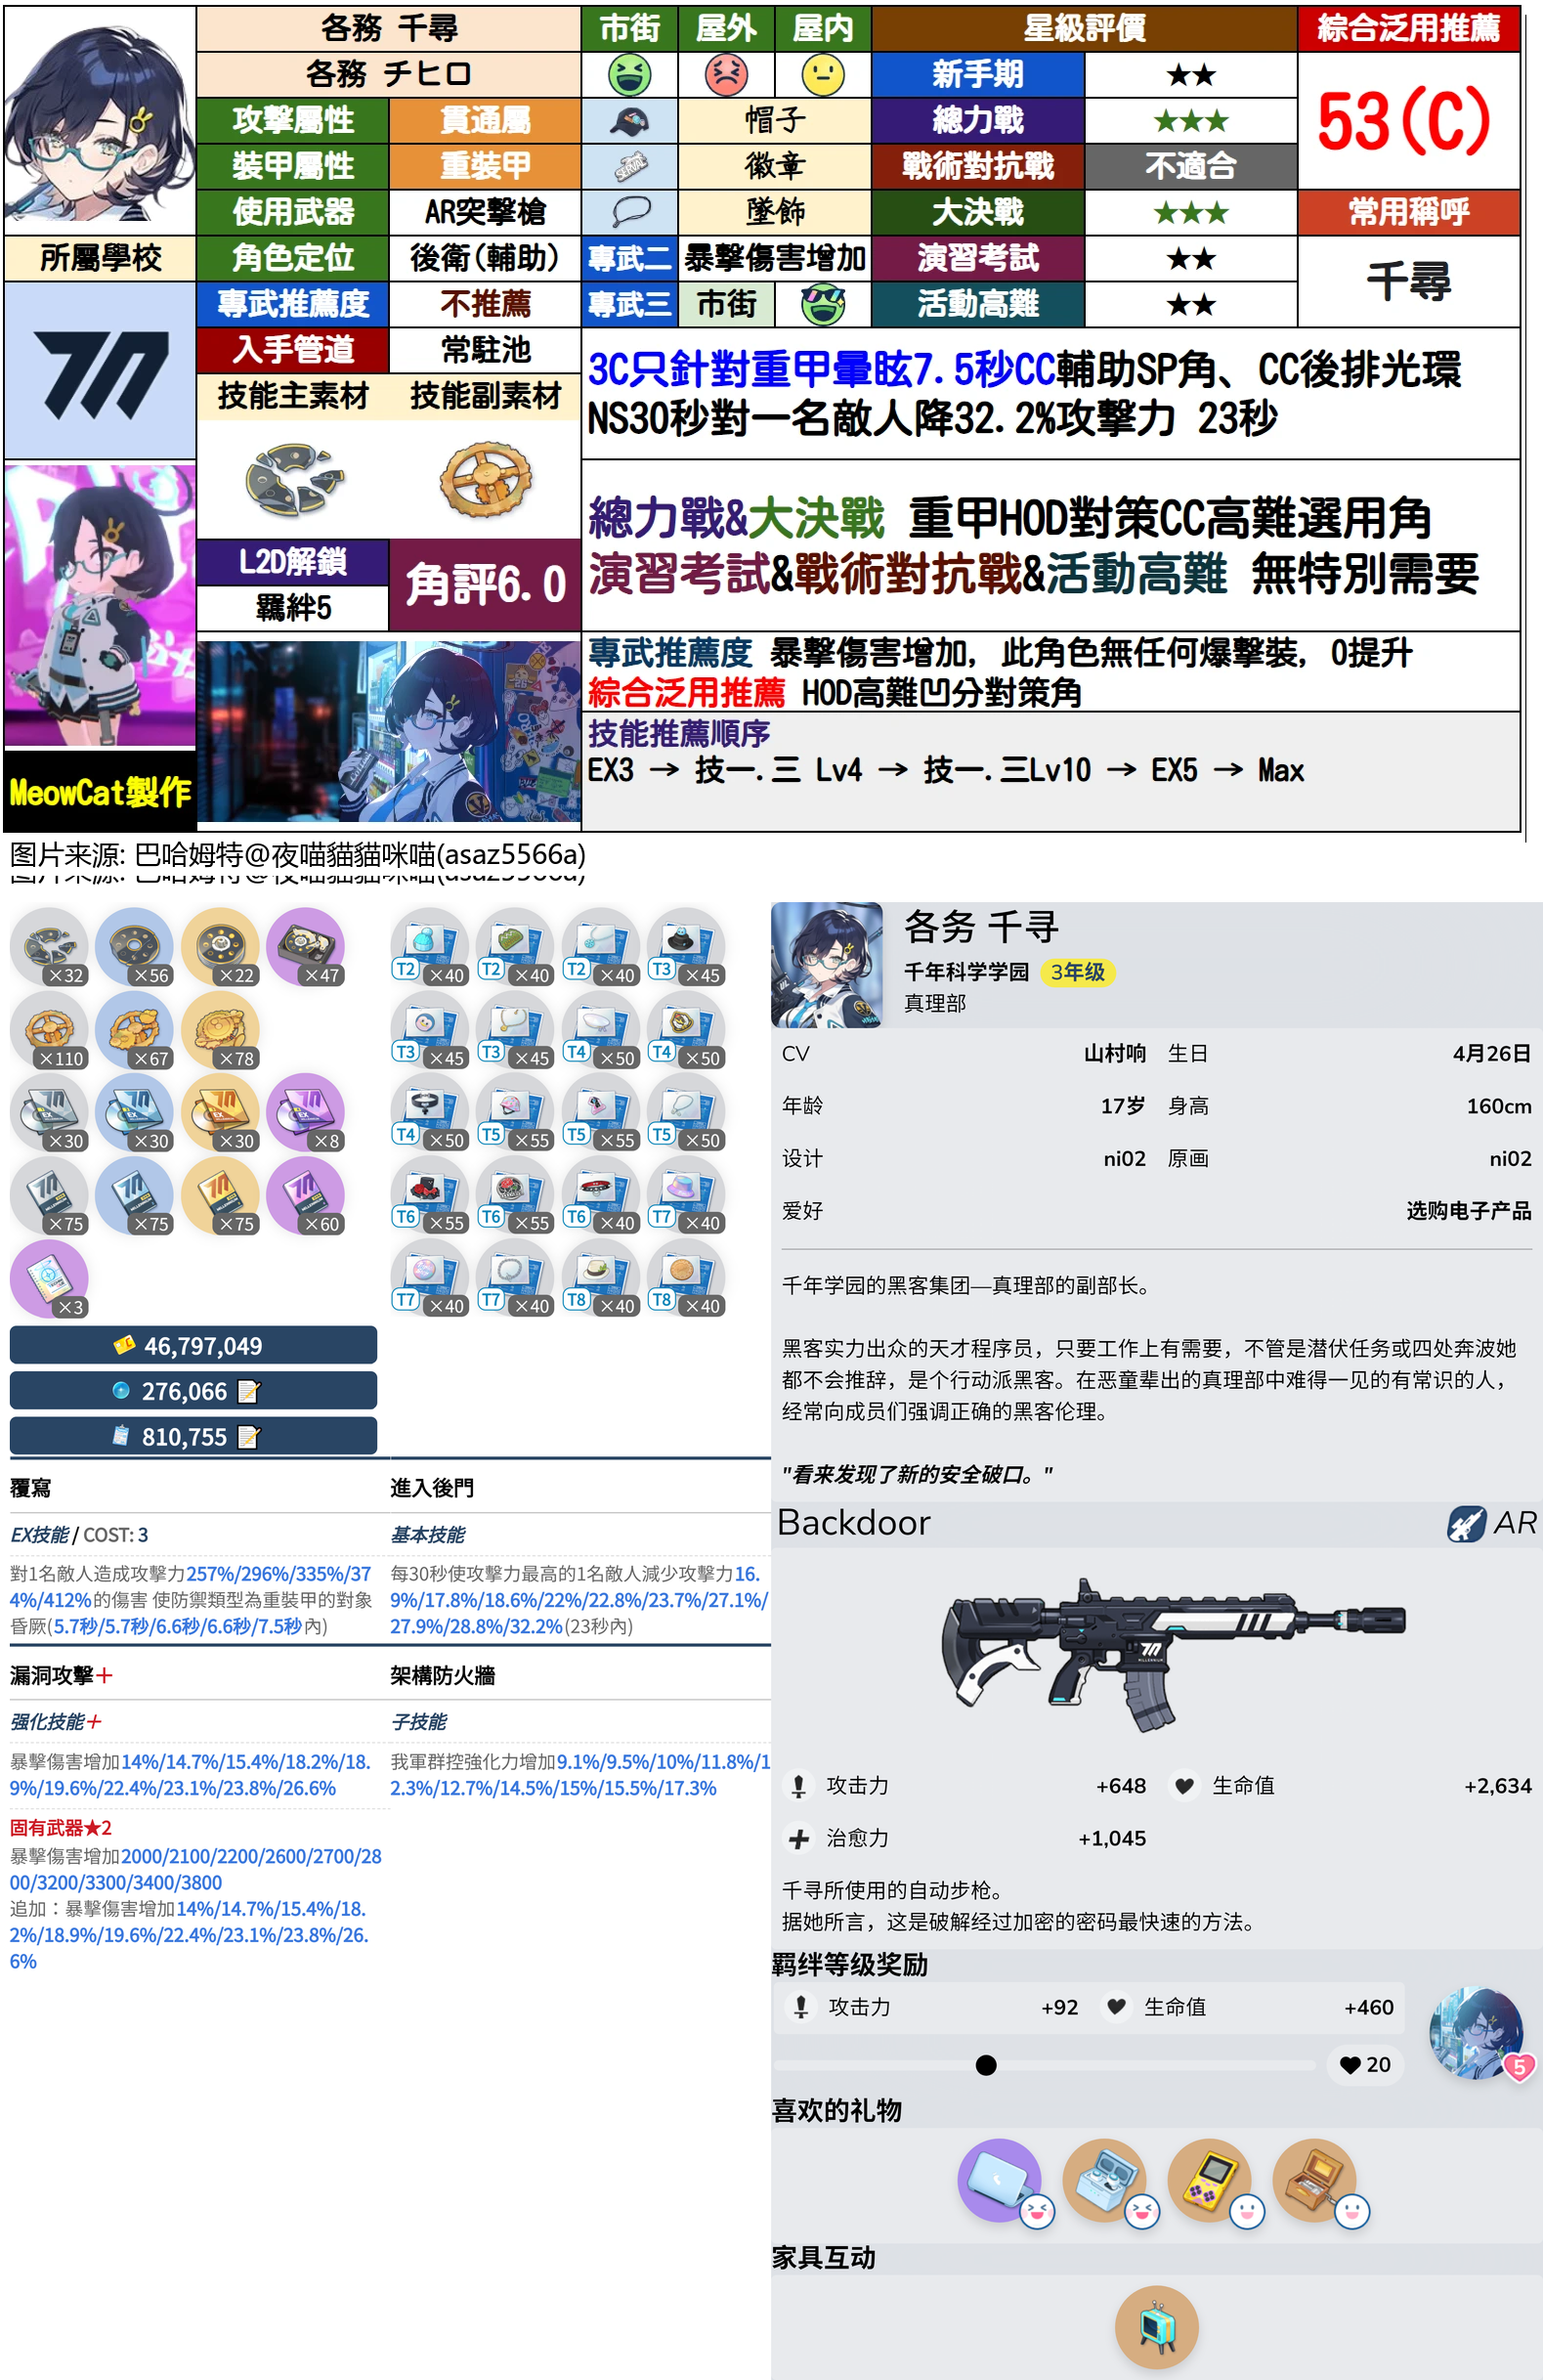 各務 千尋
市街
屋外
屋內
星級評價
綜合泛用推薦
各務 チヒロ
新手期
★★
53(C)
攻擊屬性
貫通屬
帽子
總力戰
★★★
裝甲屬性
重裝甲
徽章
戰術對抗戰
不適合
使用武器
AR突擊槍
墜飾
大決戰
★★★
常用稱呼
所屬學校
角色定位
後衛(輔助)
專武二
暴擊傷害增加
演習考試
★★
千尋
專武推薦度
不推薦
專武三
市街
活動高難
★★
入手管道
常駐池
3C只針對重甲暈眩7.5秒CC輔助SP角、CC後排光環
NS30秒對一名敵人降32.2%攻擊力 23秒
技能主素材
技能副素材
總力戰&大決戰 重甲HOD對策CC高難選用角
演習考試&戰術對抗戰&活動高難 無特別需要
L2D解鎖
羈絆5
角評6.0
專武推薦度 暴擊傷害增加, 此角色無任何爆擊裝, 0提升
綜合泛用推薦 HOD高難凹分對策角
技能推薦順序
EX3 → 技一.三 Lv4 → 技一.三Lv10 → EX5 → Max
MeowCat製作
图片来源: 巴哈姆特@夜喵貓貓咪喵(asaz5566a)
×32
×56
×22
×47
×110
×67
×78
×30
×30
×30
×8
×75
×75
×75
×60
×3
46,797,049
276,066
810,755
T2 ×40
T2 ×40
T2 ×40
T3 ×45
T3 ×45
T3 ×45
T4 ×50
T4 ×50
T4 ×50
T5 ×55
T5 ×55
T5 ×50
T6 ×55
T6 ×55
T6 ×40
T7 ×40
T7 ×40
T7 ×40
T8 ×40
T8 ×40
覆寫
EX技能 / COST: 3
對1名敵人造成攻擊力257%/296%/335%/37
4%/412%的傷害 使防禦類型為重裝甲的對象
昏厥(5.7秒/5.7秒/6.6秒/6.6秒/7.5秒內)
進入後門
基本技能
每30秒使攻擊力最高的1名敵人減少攻擊力16.
9%/17.8%/18.6%/22%/22.8%/23.7%/27.1%/
27.9%/28.8%/32.2%(23秒內)
漏洞攻擊+
强化技能+
暴擊傷害增加14%/14.7%/15.4%/18.2%/18.
9%/19.6%/22.4%/23.1%/23.8%/26.6%
固有武器★2
暴擊傷害增加2000/2100/2200/2600/2700/28
00/3200/3300/3400/3800
追加：暴擊傷害增加14%/14.7%/15.4%/18.
2%/18.9%/19.6%/22.4%/23.1%/23.8%/26.
6%
架構防火牆
子技能
我軍群控強化力增加9.1%/9.5%/10%/11.8%/1
2.3%/12.7%/14.5%/15%/15.5%/17.3%
各务 千寻
千年科学学园 3年级
真理部
CV 山村响
生日 4月26日
年龄 17岁
身高 160cm
设计 ni02
原画 ni02
爱好 选购电子产品
千年学园的黑客集团—真理部的副部长。
黑客实力出众的天才程序员，只要工作上有需要，不管是潜伏任务或四处奔波她
都不会推辞，是个行动派黑客。在恶童辈出的真理部中难得一见的有常识的人，
经常向成员们强调正确的黑客伦理。
"看来发现了新的安全破口。"
Backdoor
AR
攻击力 +648
生命值 +2,634
治愈力 +1,045
千寻所使用的自动步枪。
据她所言，这是破解经过加密的密码最快速的方法。
羁绊等级奖励
攻击力 +92
生命值 +460
20
5
喜欢的礼物
家具互动